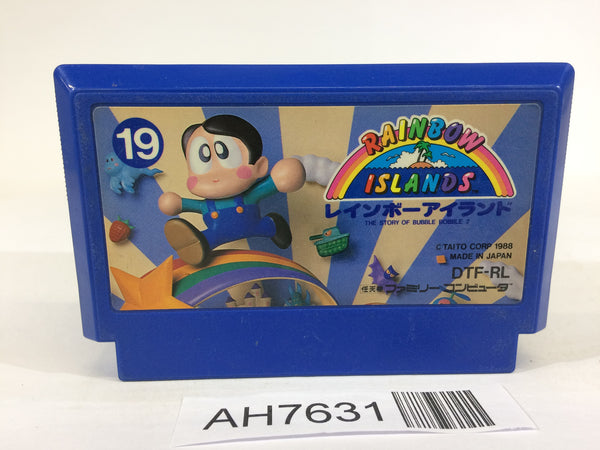 19
RAINBOW
ISLANDS
レインボーアイランド
THE STORY OF BUBBLE BOBBLE 2
©TAITO CORP. 1988
MADE IN JAPAN
DTF-RL
任天堂 ファミリーコンピュータ
AH7631